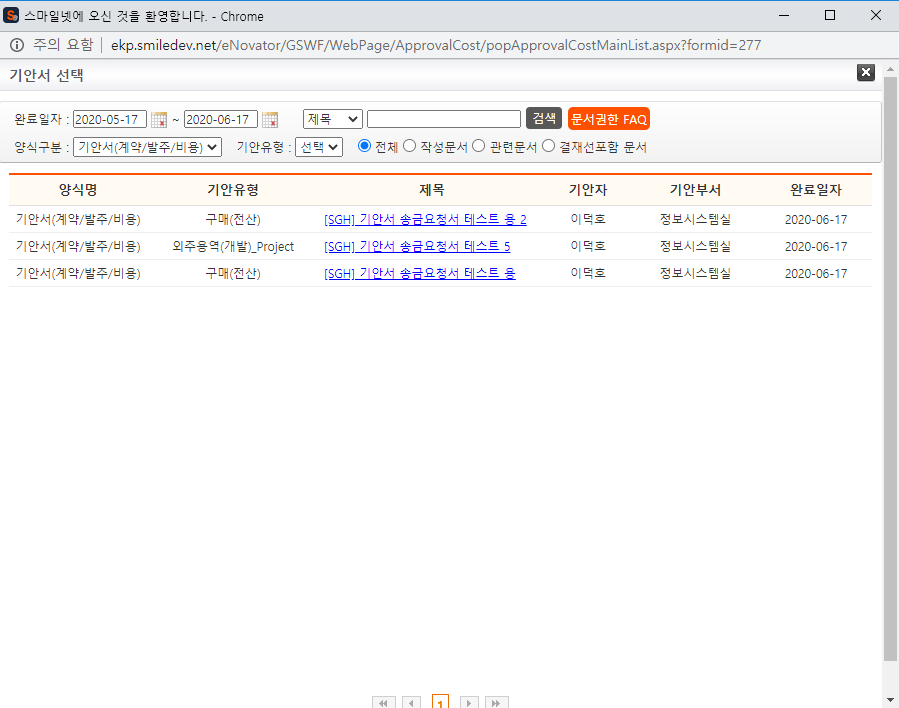 스마일넷에 오신 것을 환영합니다. - Chrome
주의 요함 | ekp.smiledev.net/eNovator/GSWF/WebPage/ApprovalCost/popApprovalCostMainList.aspx?formid=277
기안서 선택
완료일자 : 2020-05-17 ~ 2020-06-17 제목 검색 문서권한 FAQ
양식구분 : 기안서(계약/발주/비용) 기안유형 : 선택 전체 작성문서 관련문서 결재선포함 문서
양식명 기안유형 제목 기안자 기안부서 완료일자
기안서(계약/발주/비용) 구매(전산) [SGH] 기안서 송금요청서 테스트 용 2 이덕호 정보시스템실 2020-06-17
기안서(계약/발주/비용) 외주용역(개발)_Project [SGH] 기안서 송금요청서 테스트 5 이덕호 정보시스템실 2020-06-17
기안서(계약/발주/비용) 구매(전산) [SGH] 기안서 송금요청서 테스트 용 이덕호 정보시스템실 2020-06-17
1